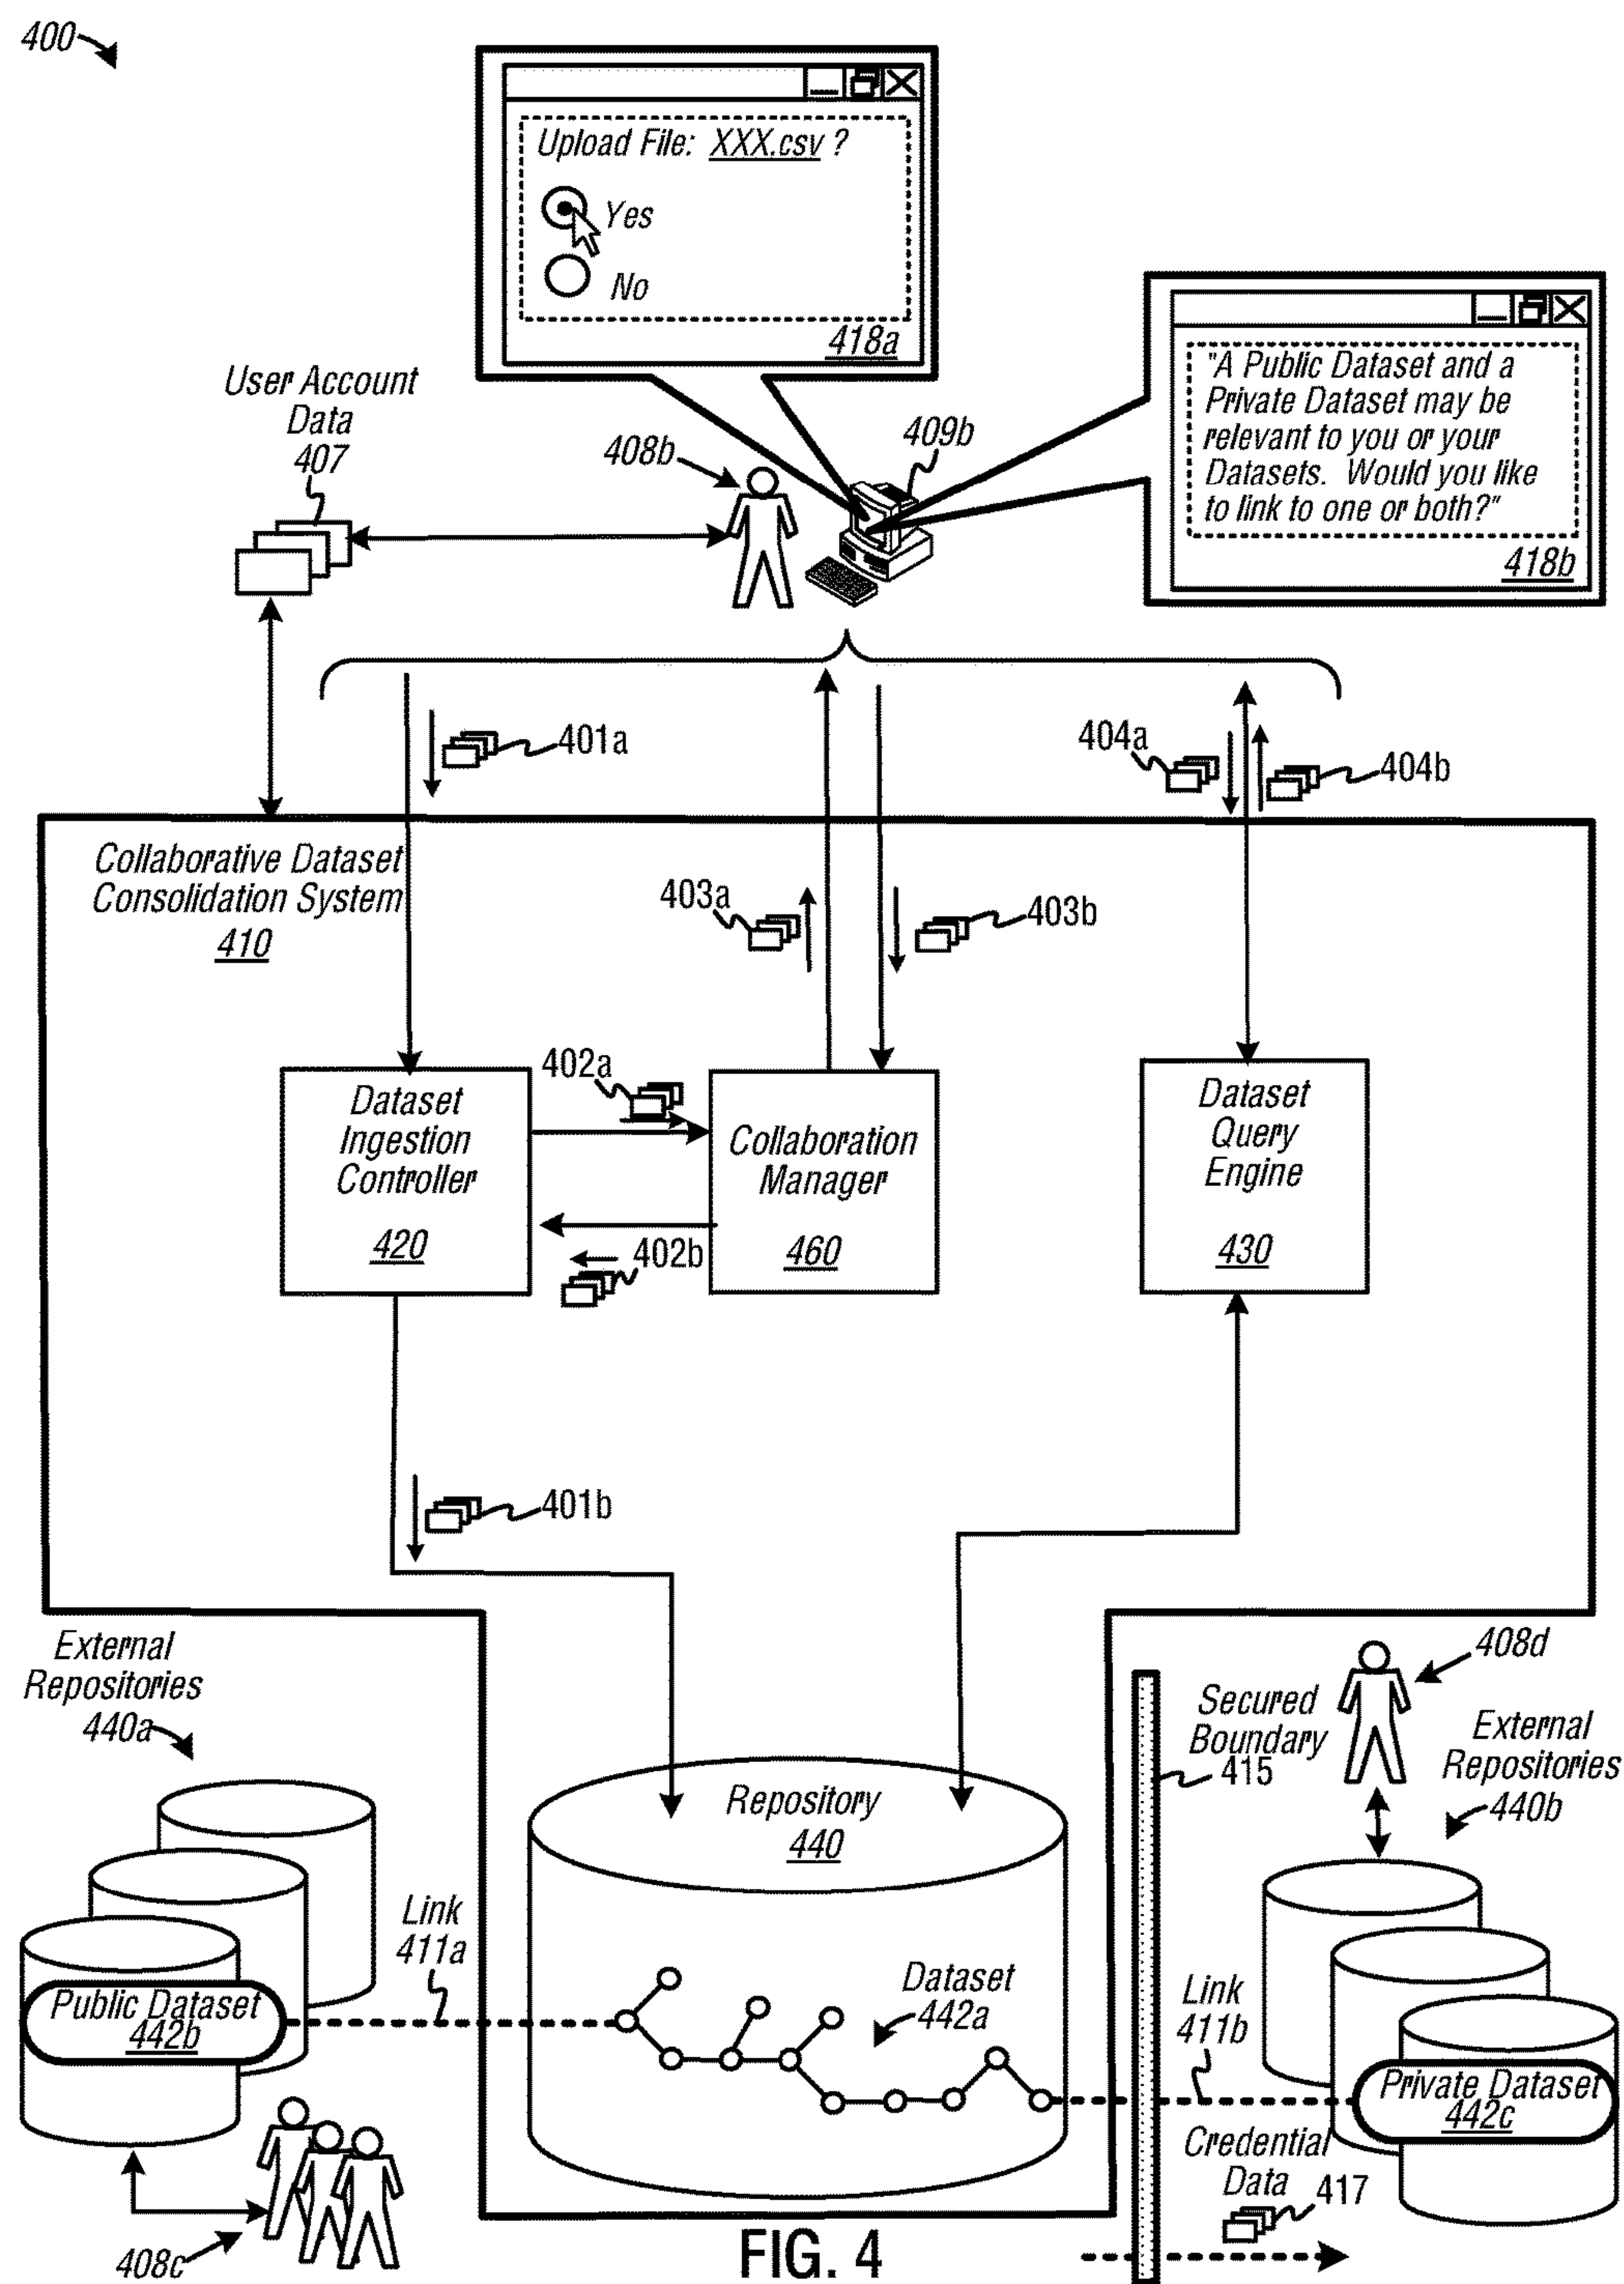 400
Upload File: XXX.csv ?
Yes
No
418a
"A Public Dataset and a
Private Dataset may be
relevant to you or your
Datasets. Would you like
to link to one or both?"
418b
User Account
Data
407
408b
409b
401a
404a
404b
Collaborative Dataset
Consolidation System
410
403a
403b
402a
Dataset
Ingestion
Controller
420
Collaboration
Manager
460
Dataset
Query
Engine
430
402b
401b
External
Repositories
440a
408d
Secured
Boundary
415
External
Repositories
440b
Repository
440
Link
411a
Dataset
442a
Link
411b
Public Dataset
442b
Private Dataset
442c
Credential
Data
417
408c
FIG. 4